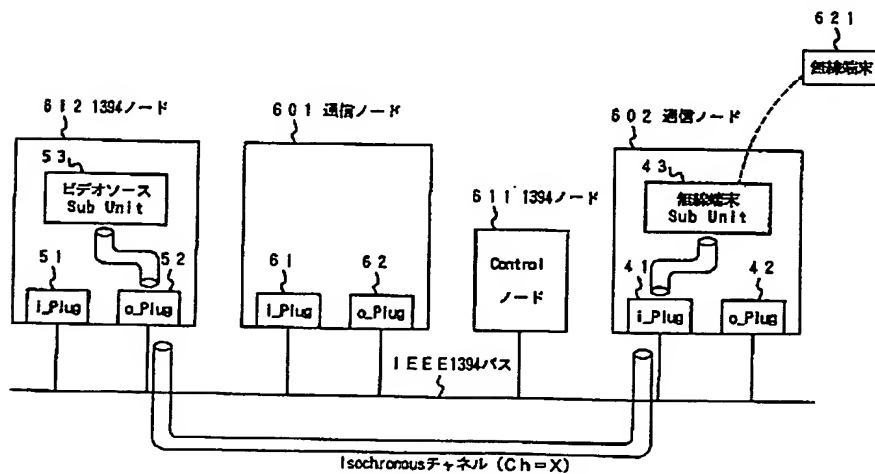 621
無線端末
612 1394ノード
601 通信ノード
602 通信ノード
53
ビデオソース
Sub Unit
43
無線端末
Sub Unit
611 1394ノード
Control
ノード
51
52
61
62
41
42
i_Plug
o_Plug
i_Plug
o_Plug
i_Plug
o_Plug
IEEE1394バス
Isochronousチャネル (Ch=X)